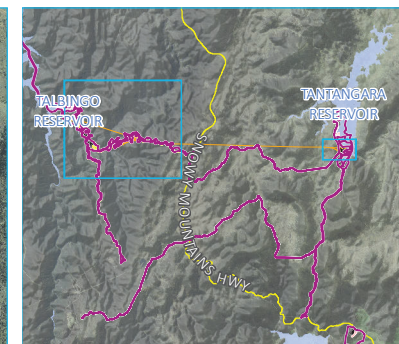 TALBINGO
RESERVOIR
TANTANGARA
RESERVOIR
SNOWY MOUNTAINS HWY